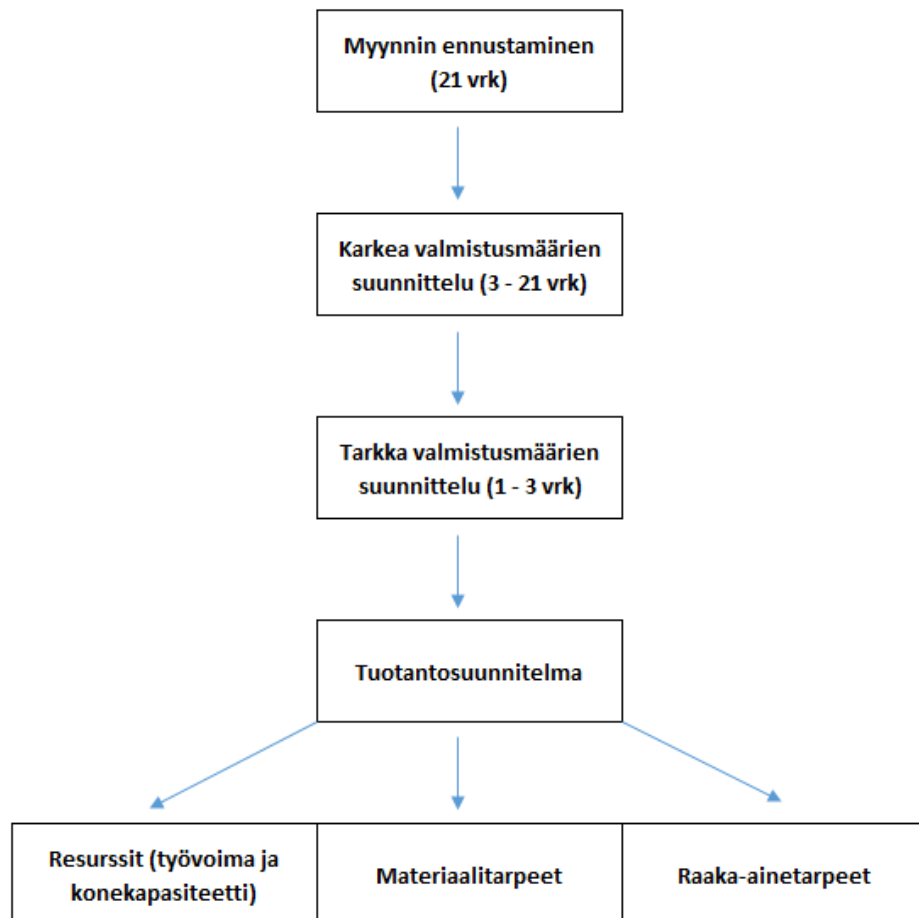 Myynnin ennustaminen
(21 vrk)
Karkea valmistusmäärien
suunnittelu (3 - 21 vrk)
Tarkka valmistusmäärien
suunnittelu (1 - 3 vrk)
Tuotantosuunnitelma
Resurssit (työvoima ja
konekapasiteetti)
Materiaalitarpeet
Raaka-ainetarpeet